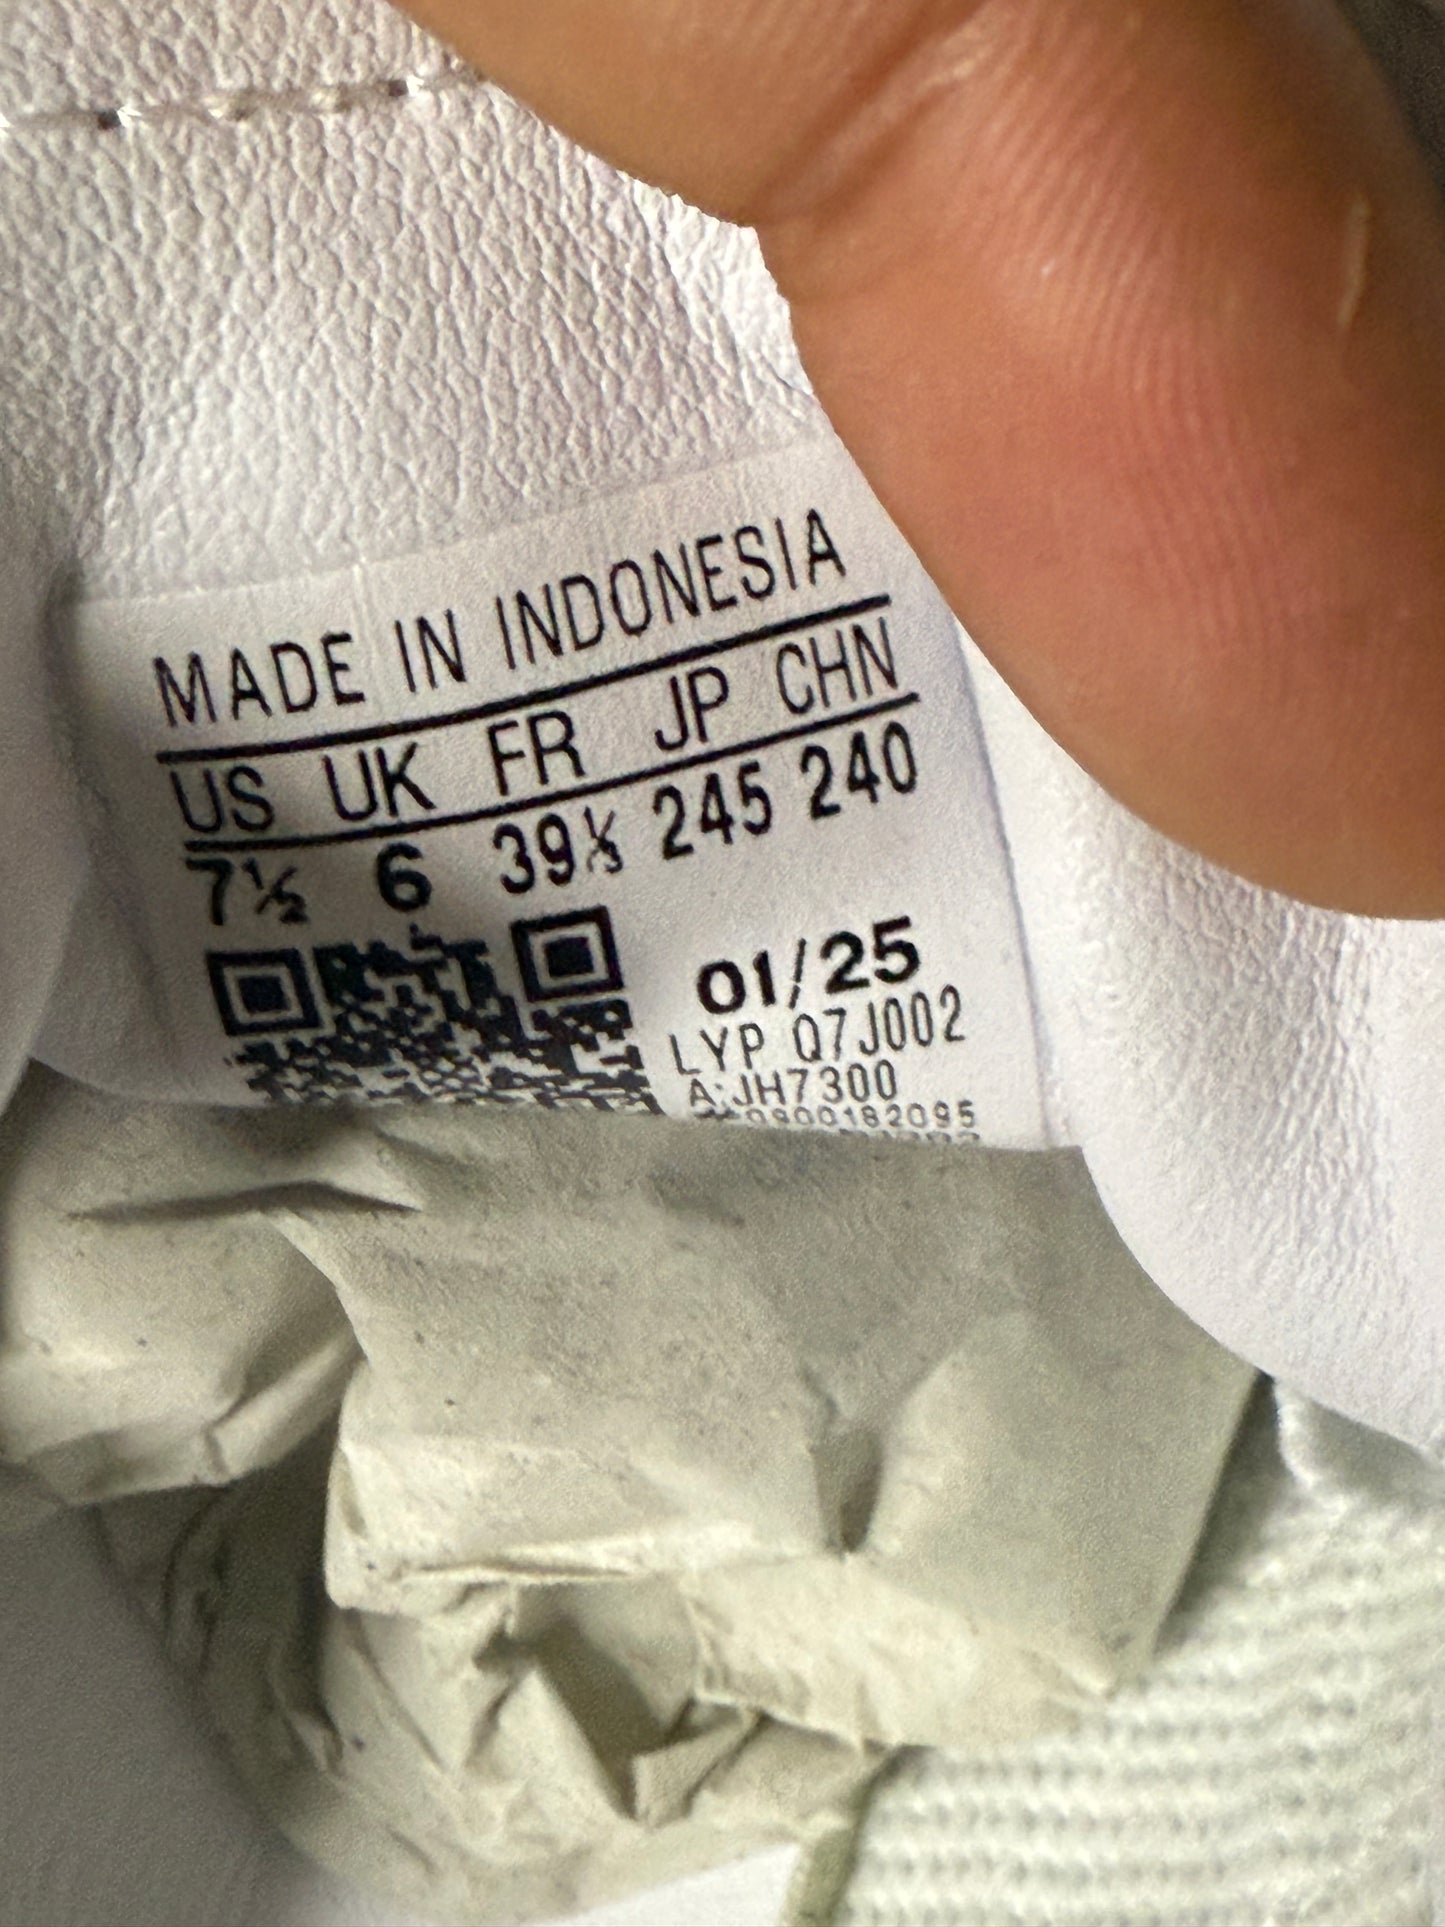 MADE IN INDONESIA
US UK FR JP CHN
7½ 6 39⅓ 245 240
01/25
LYP Q7J002
A:JH7300
0900182095